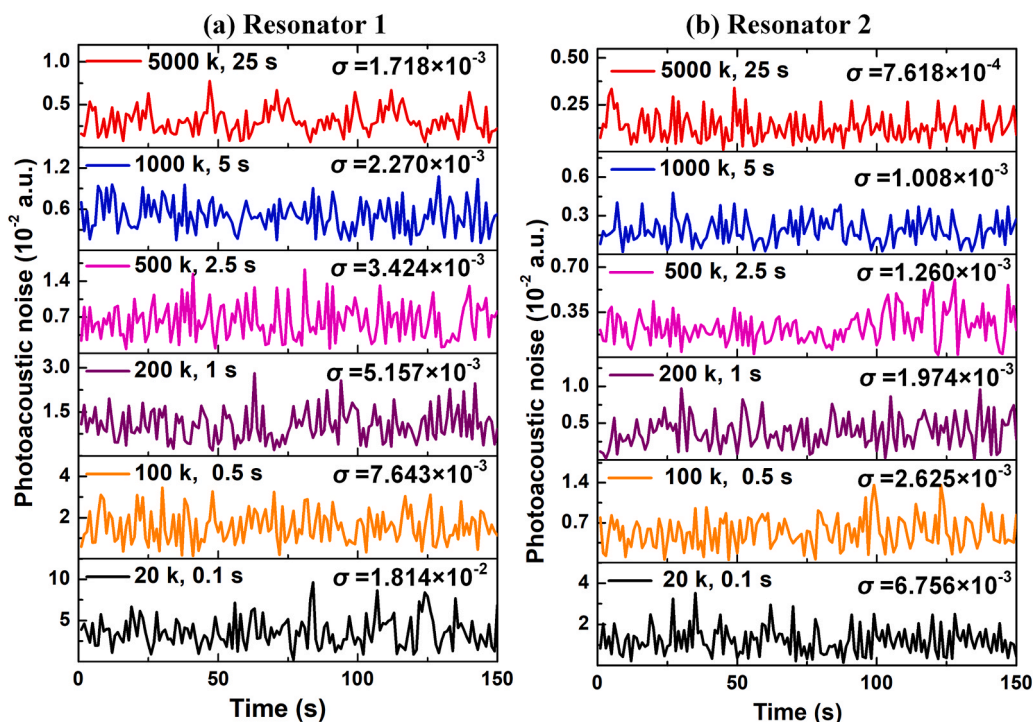 (a) Resonator 1
Photoacoustic noise (10⁻² a.u.)
5000 k, 25 s
σ =1.718×10⁻³
1.0
0.5
1000 k, 5 s
σ =2.270×10⁻³
1.2
0.6
500 k, 2.5 s
σ =3.424×10⁻³
1.4
0.7
200 k, 1 s
σ =5.157×10⁻³
3.0
1.5
100 k, 0.5 s
σ =7.643×10⁻³
4
2
20 k, 0.1 s
σ =1.814×10⁻²
10
5
0 50 100 150
Time (s)
(b) Resonator 2
Photoacoustic noise (10⁻² a.u.)
5000 k, 25 s
σ =7.618×10⁻⁴
0.50
0.25
1000 k, 5 s
σ =1.008×10⁻³
0.6
0.3
500 k, 2.5 s
σ =1.260×10⁻³
0.70
0.35
200 k, 1 s
σ =1.974×10⁻³
1.0
0.5
100 k, 0.5 s
σ =2.625×10⁻³
1.4
0.7
20 k, 0.1 s
σ =6.756×10⁻³
4
2
0 50 100 150
Time (s)